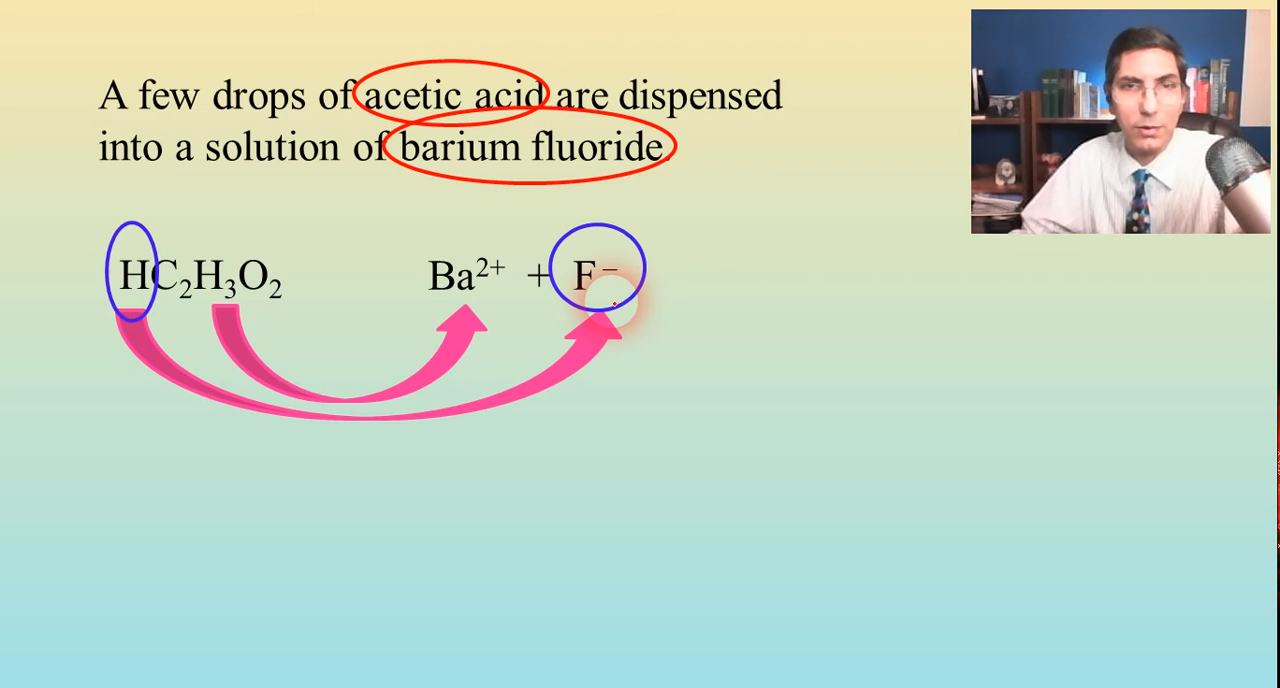 A few drops of acetic acid are dispensed
into a solution of barium fluoride.
HC₂H₃O₂ Ba²⁺ + F⁻